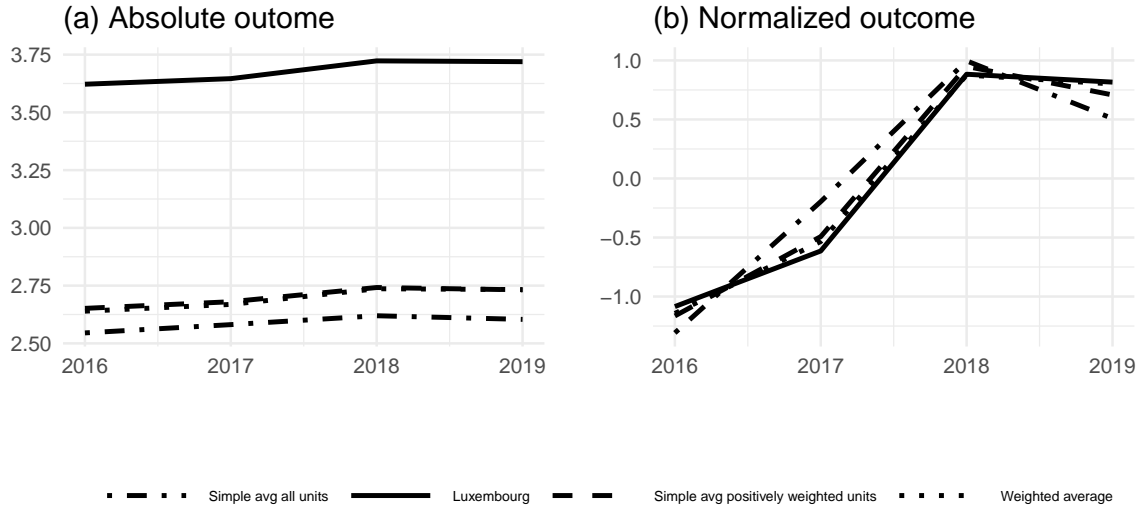 (a) Absolute outome
3.75
3.50
3.25
3.00
2.75
2.50
2016 2017 2018 2019
(b) Normalized outcome
1.0
0.5
0.0
−0.5
−1.0
2016 2017 2018 2019
Simple avg all units Luxembourg Simple avg positively weighted units Weighted average